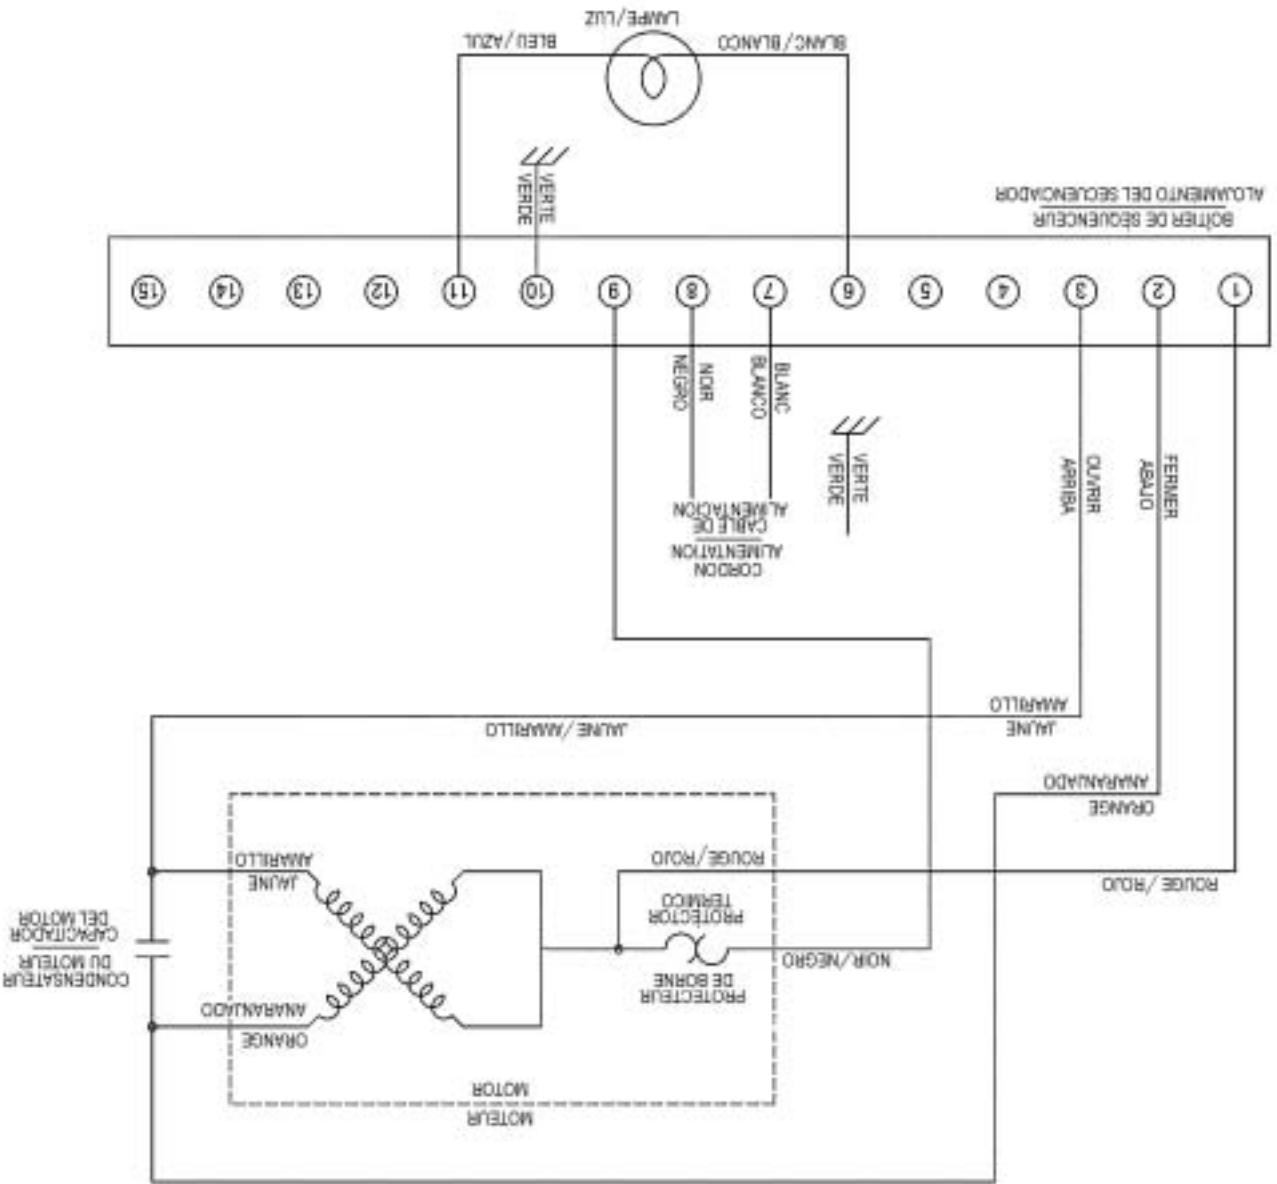 MOTEUR
MOTOR
ORANGE
ANARANJADO
CONDENSATEUR
DU MOTEUR
CAPACITADOR
DEL MOTOR
JAUNE
AMARILLO
PROTECTEUR
DE BORNE
PROTECTOR
TÉRMICO
NOIR/NEGRO
ROUGE/ROJO
ROUGE/ROJO
ORANGE
ANARANJADO
JAUNE
AMARILLO
JAUNE/AMARILLO
FERMER
ABAJO
OUVRIR
ARRIBA
VERTE
VERDE
CORDON
ALIMENTATION
CABLE DE
ALIMENTACION
BLANC
BLANCO
NOIR
NEGRO
1 2 3 4 5 6 7 8 9 10 11 12 13 14 15
BOÎTIER DE SÉQUENCEUR
ALOJAMIENTO DEL SECUENCIADOR
VERTE
VERDE
BLANC/BLANCO
BLEU/AZUL
LAMPE/LUZ